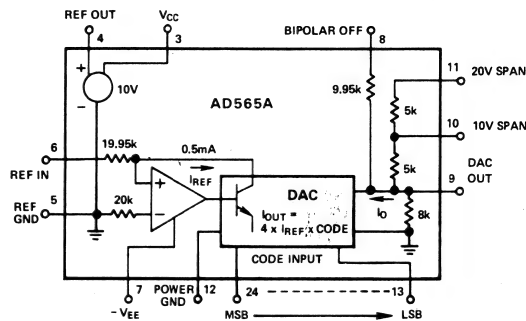 REF OUT
VCC
BIPOLAR OFF
4
3
8
+
−
10V
9.95k
11
20V SPAN
5k
AD565A
10
10V SPAN
6
19.95k
0.5mA
5k
DAC
OUT
9
REF IN
IREF
+
−
DAC
IOUT =
4 x IREF x CODE
IO
8k
REF
GND
5
20k
CODE INPUT
7
POWER
GND
12
24
13
−VEE
MSB
LSB